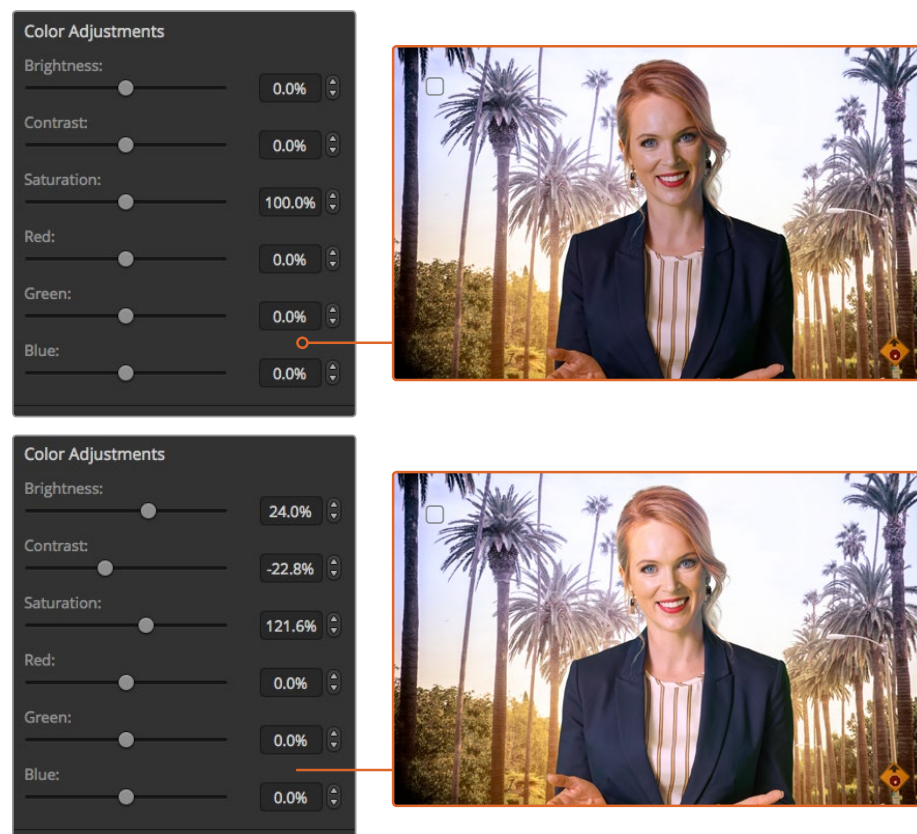 Color Adjustments
Brightness:
0.0%
Contrast:
0.0%
Saturation:
100.0%
Red:
0.0%
Green:
0.0%
Blue:
0.0%
Color Adjustments
Brightness:
24.0%
Contrast:
-22.8%
Saturation:
121.6%
Red:
0.0%
Green:
0.0%
Blue:
0.0%